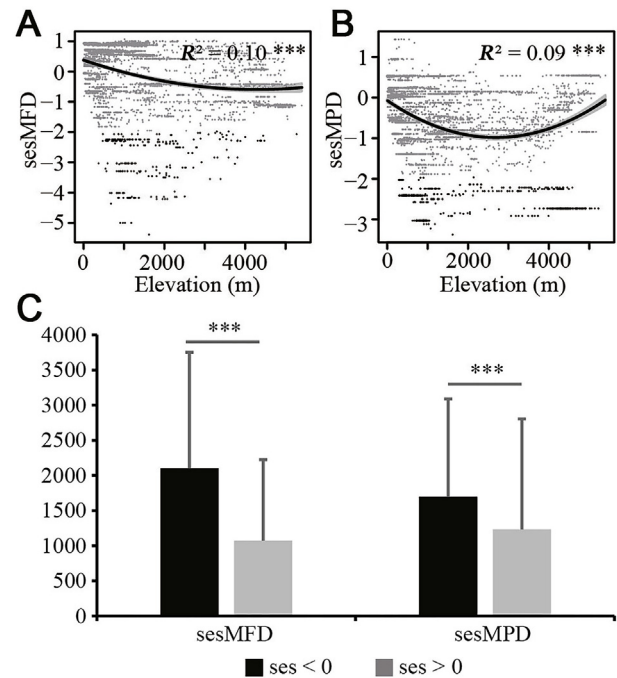 A
R² = 0.10 ***
sesMFD
1
0
−1
−2
−3
−4
−5
0 2000 4000
Elevation (m)
B
R² = 0.09 ***
sesMPD
1
0
−1
−2
−3
0 2000 4000
Elevation (m)
C
4000
3500
3000
2500
2000
1500
1000
500
0
***
***
sesMFD sesMPD
ses < 0 ses > 0